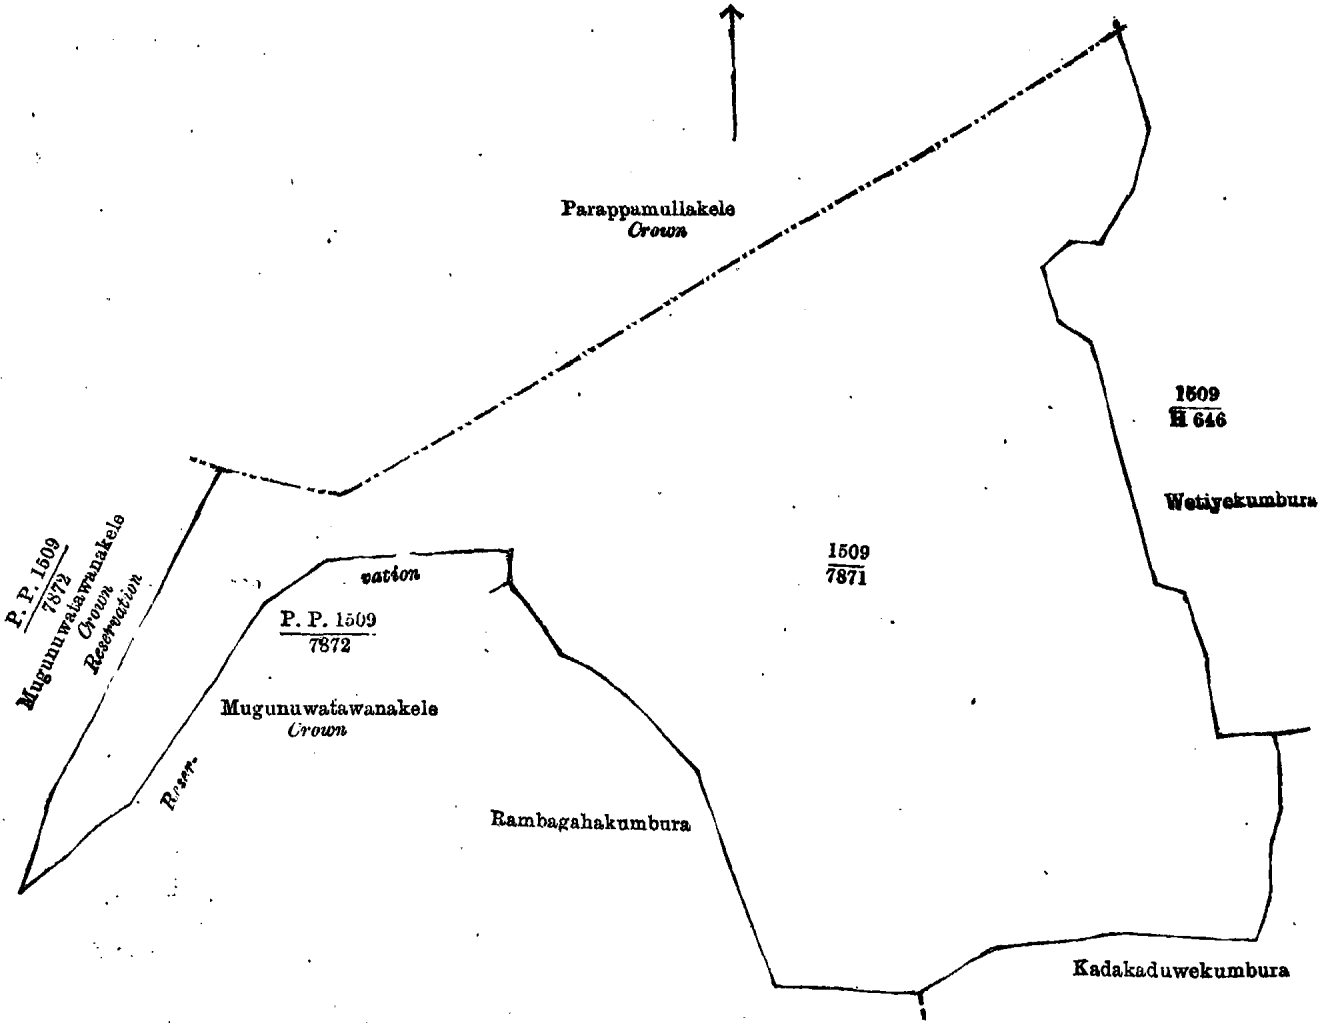 Parappamullakele
Crown
1509
H 646
Wetiyekumbura
P. P. 1509
7872
Mugunuwatawanakele
Crown
Reservation
1509
7871
vation
P. P. 1509
7872
Mugunuwatawanakele
Crown
Reser-
Rambagahakumbura
Kadakaduwekumbura